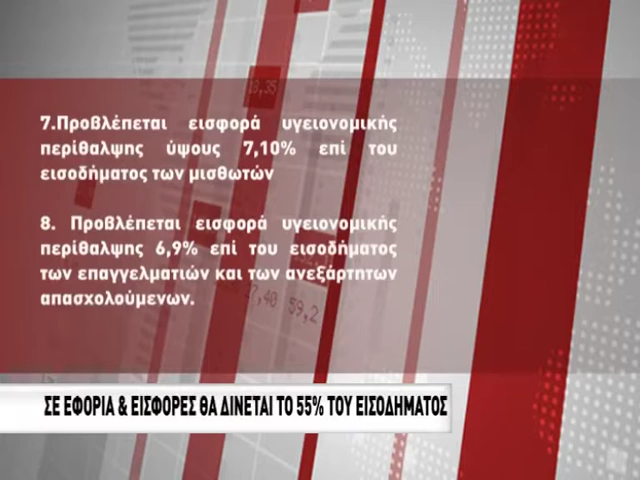 7.Προβλέπεται εισφορά υγειονομικής
περίθαλψης ύψους 7,10% επί του
εισοδήματος των μισθωτών
8. Προβλέπεται εισφορά υγειονομικής
περίθαλψης 6,9% επί του εισοδήματος
των επαγγελματιών και των ανεξάρτητων
απασχολούμενων.
ΣΕ ΕΦΟΡΙΑ & ΕΙΣΦΟΡΕΣ ΘΑ ΔΙΝΕΤΑΙ ΤΟ 55% ΤΟΥ ΕΙΣΟΔΗΜΑΤΟΣ